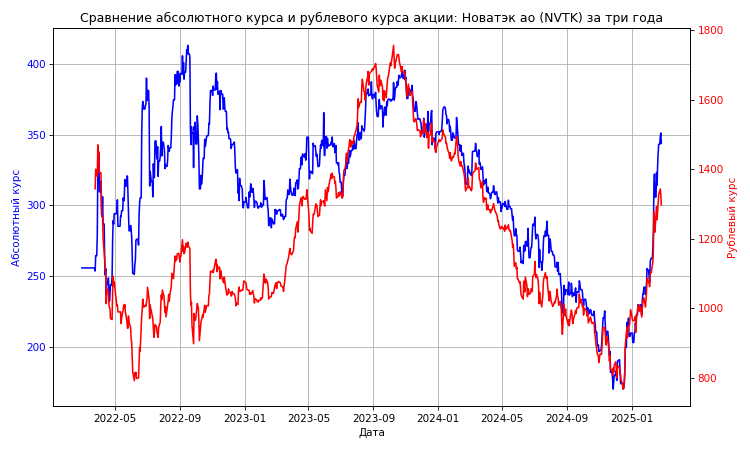 Сравнение абсолютного курса и рублевого курса акции: Новатэк ао (NVTK) за три года
400
350
300
250
200
Абсолютный курс
1800
1600
1400
1200
1000
800
Рублевый курс
2022-05 2022-09 2023-01 2023-05 2023-09 2024-01 2024-05 2024-09 2025-01
Дата